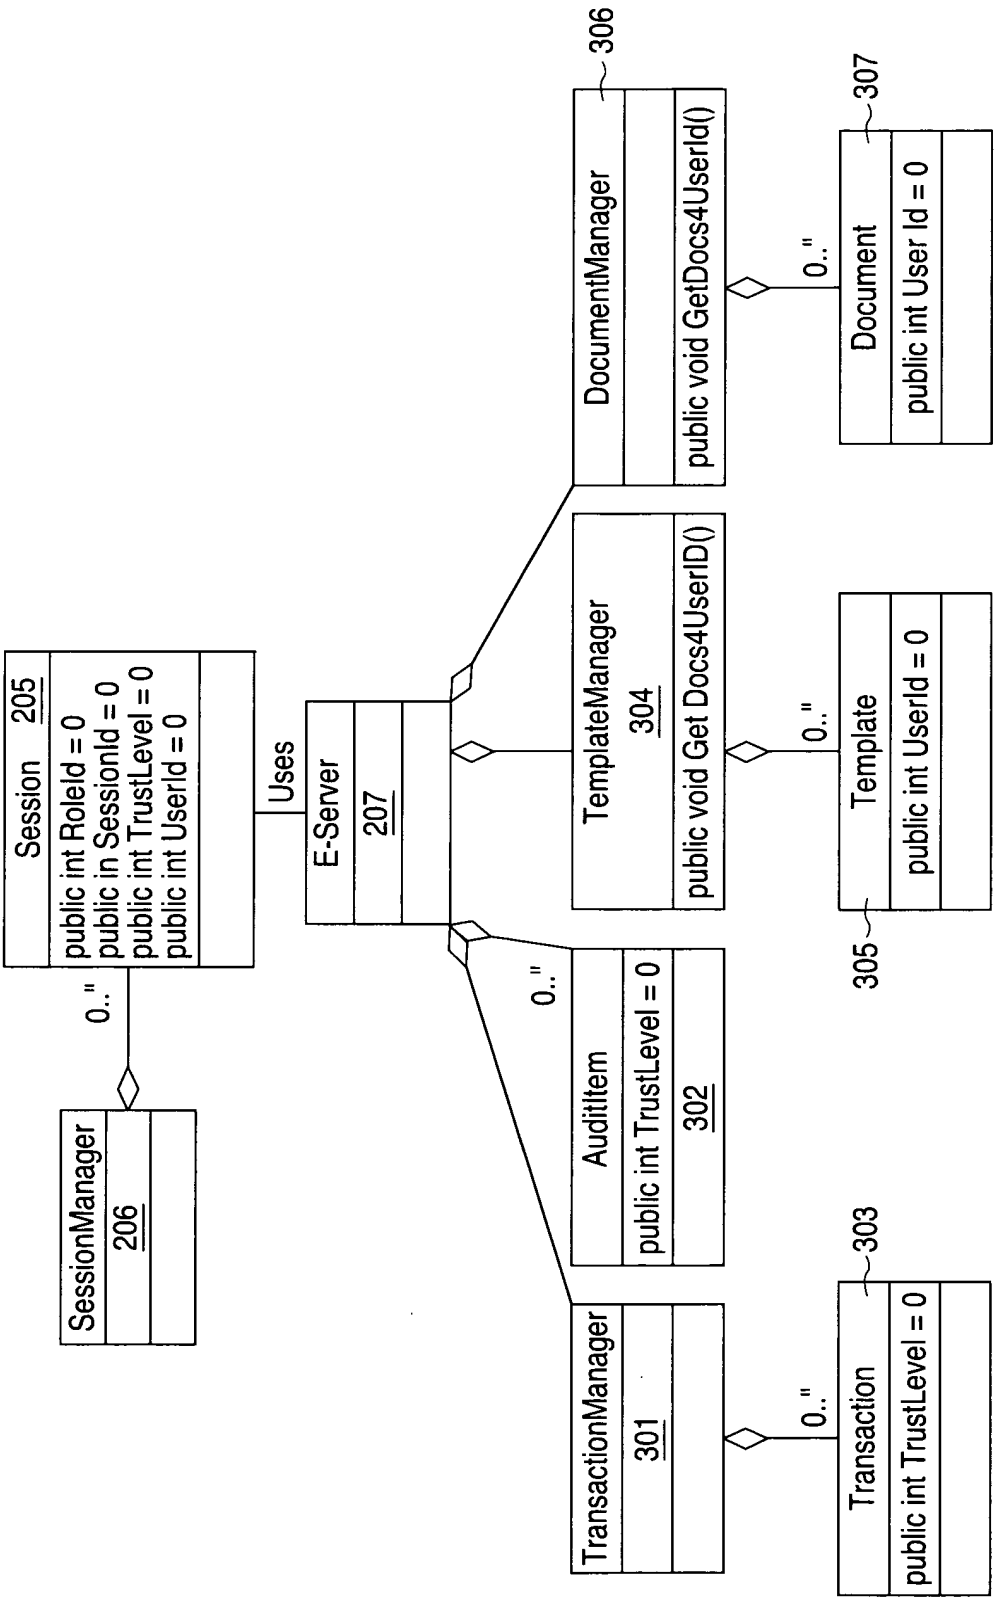 SessionManager
206
0.."
Session
205
public int RoleId = 0
public in SessionId = 0
public int TrustLevel = 0
public int UserId = 0
Uses
E-Server
207
TransactionManager
301
0.."
AuditItem
public int TrustLevel = 0
302
TemplateManager
304
public void Get Docs4UserID()
DocumentManager
public void GetDocs4UserId()
306
0.."
Transaction
public int TrustLevel = 0
303
0.."
Template
public int UserId = 0
305
0.."
Document
public int User Id = 0
307